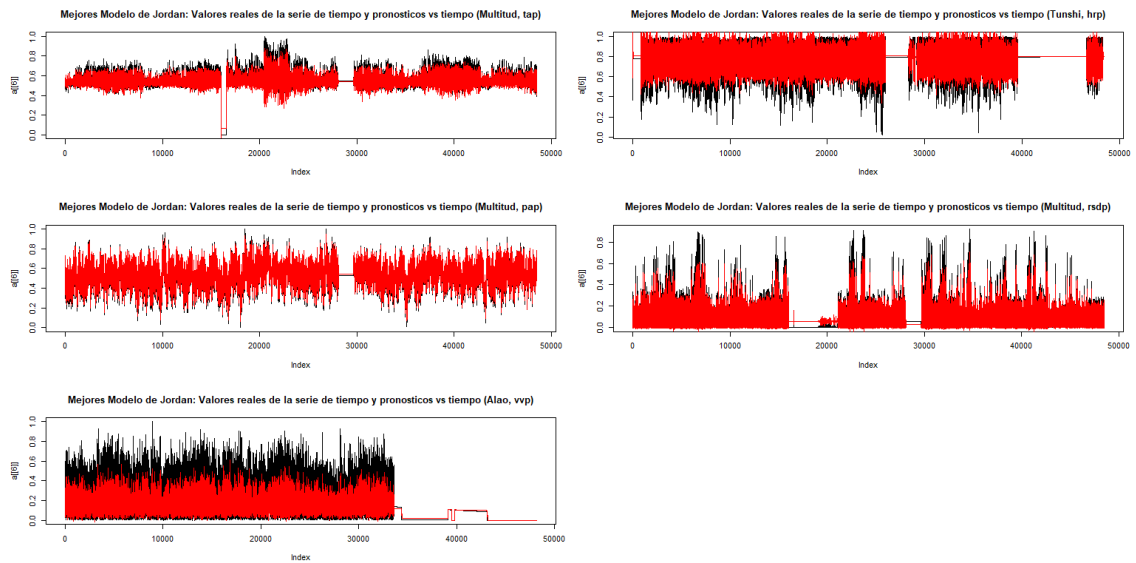 Mejores Modelo de Jordan: Valores reales de la serie de tiempo y pronosticos vs tiempo (Multitud, tap)
a[[6]]
0.0 0.2 0.4 0.6 0.8 1.0
0 10000 20000 30000 40000 50000
Index
Mejores Modelo de Jordan: Valores reales de la serie de tiempo y pronosticos vs tiempo (Tunshi, hrp)
a[[6]]
0.0 0.2 0.4 0.6 0.8 1.0
0 10000 20000 30000 40000 50000
Index
Mejores Modelo de Jordan: Valores reales de la serie de tiempo y pronosticos vs tiempo (Multitud, pap)
a[[6]]
0.0 0.2 0.4 0.6 0.8 1.0
0 10000 20000 30000 40000 50000
Index
Mejores Modelo de Jordan: Valores reales de la serie de tiempo y pronosticos vs tiempo (Multitud, rsdp)
a[[6]]
0.0 0.2 0.4 0.6 0.8
0 10000 20000 30000 40000 50000
Index
Mejores Modelo de Jordan: Valores reales de la serie de tiempo y pronosticos vs tiempo (Alao, vvp)
a[[6]]
0.0 0.2 0.4 0.6 0.8 1.0
0 10000 20000 30000 40000 50000
Index